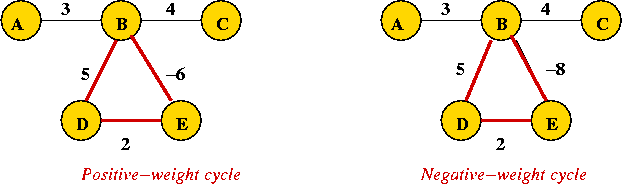 3 4 3 4
A B C A B C
5 –6 5 –8
D E D E
2 2
Positive–weight cycle Negative–weight cycle